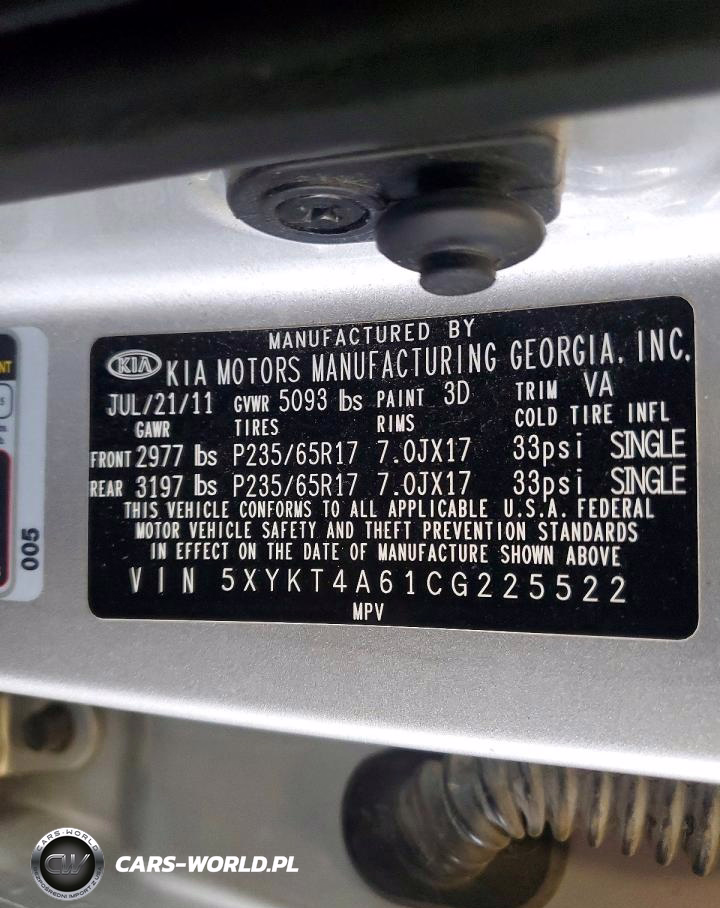 MANUFACTURED BY
KIA KIA MOTORS MANUFACTURING GEORGIA, INC.
JUL/21/11 GVWR 5093 lbs PAINT 3D TRIM VA
GAWR TIRES RIMS COLD TIRE INFL
FRONT 2977 lbs P235/65R17 7.0JX17 33psi SINGLE
REAR 3197 lbs P235/65R17 7.0JX17 33psi SINGLE
THIS VEHICLE CONFORMS TO ALL APPLICABLE U.S.A. FEDERAL
MOTOR VEHICLE SAFETY AND THEFT PREVENTION STANDARDS
IN EFFECT ON THE DATE OF MANUFACTURE SHOWN ABOVE
VIN 5XYKT4A61CG225522
MPV
005
CARS-WORLD
CW
CARS-WORLD.PL